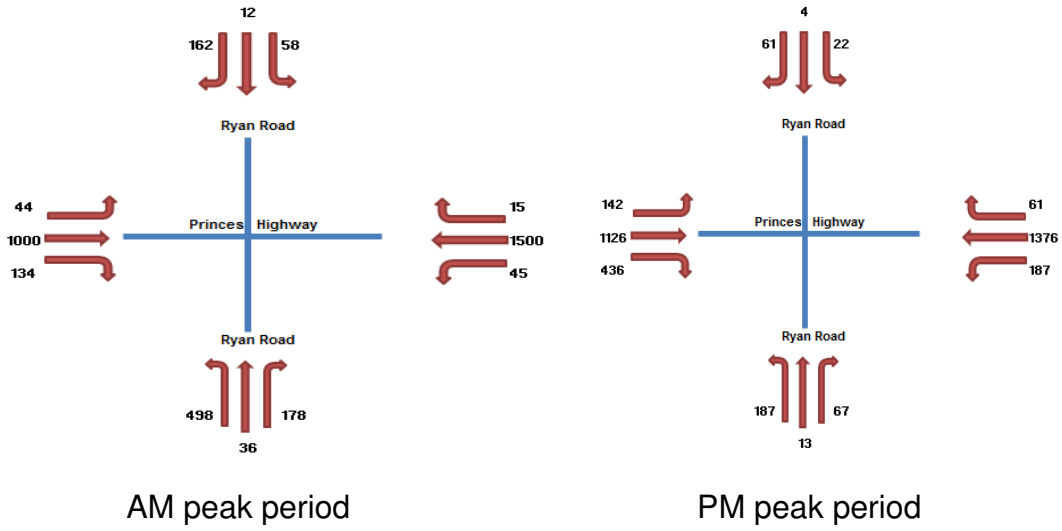 12
162 58
Ryan Road
44
1000
134
Princes Highway
15
1500
45
Ryan Road
498 178
36
AM peak period
4
61 22
Ryan Road
142
1126
436
Princes Highway
61
1376
187
Ryan Road
187 67
13
PM peak period